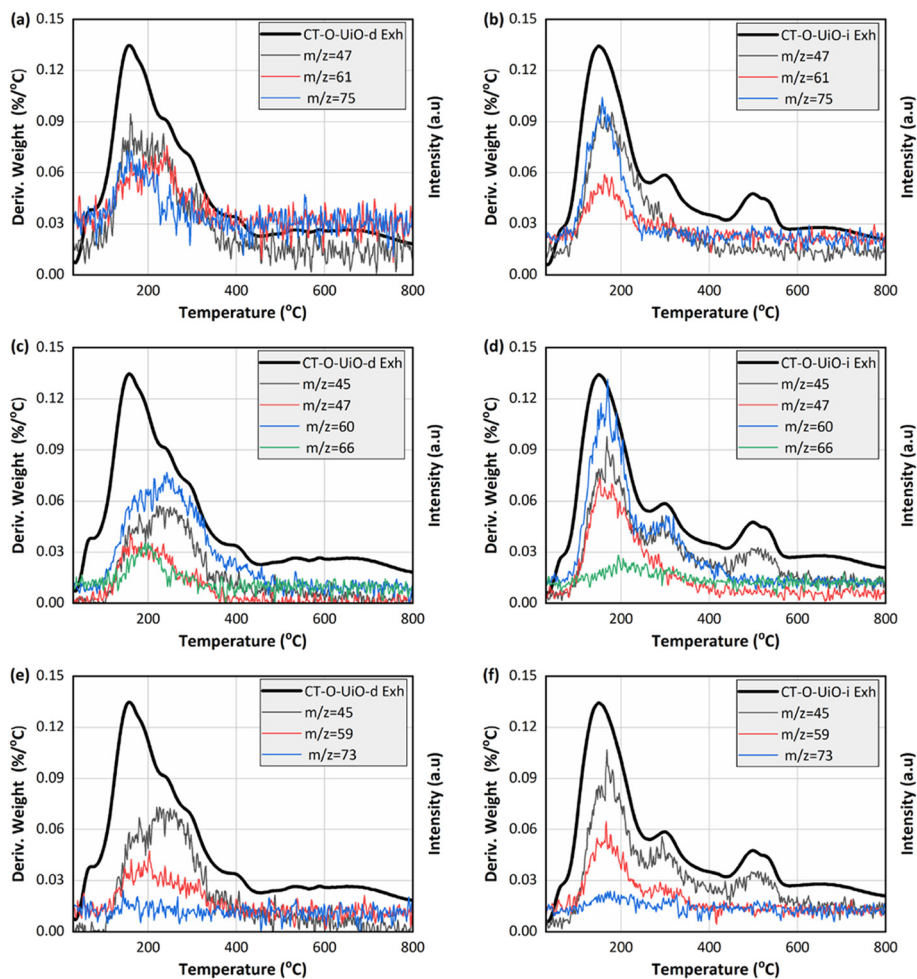 (a)
0.15
0.12
0.09
0.06
0.03
0.00
Deriv. Weight (%/°C)
CT-O-UiO-d Exh
m/z=47
m/z=61
m/z=75
Intensity (a.u)
200 400 600 800
Temperature (°C)
(b)
0.15
0.12
0.09
0.06
0.03
0.00
Deriv. Weight (%/°C)
CT-O-UiO-i Exh
m/z=47
m/z=61
m/z=75
Intensity (a.u)
200 400 600 800
Temperature (°C)
(c)
0.15
0.12
0.09
0.06
0.03
0.00
Deriv. Weight (%/°C)
CT-O-UiO-d Exh
m/z=45
m/z=47
m/z=60
m/z=66
Intensity (a.u)
200 400 600 800
Temperature (°C)
(d)
0.15
0.12
0.09
0.06
0.03
0.00
Deriv. Weight (%/°C)
CT-O-UiO-i Exh
m/z=45
m/z=47
m/z=60
m/z=66
Intensity (a.u)
200 400 600 800
Temperature (°C)
(e)
0.15
0.12
0.09
0.06
0.03
0.00
Deriv. Weight (%/°C)
CT-O-UiO-d Exh
m/z=45
m/z=59
m/z=73
Intensity (a.u)
200 400 600 800
Temperature (°C)
(f)
0.15
0.12
0.09
0.06
0.03
0.00
Deriv. Weight (%/°C)
CT-O-UiO-i Exh
m/z=45
m/z=59
m/z=73
Intensity (a.u)
200 400 600 800
Temperature (°C)